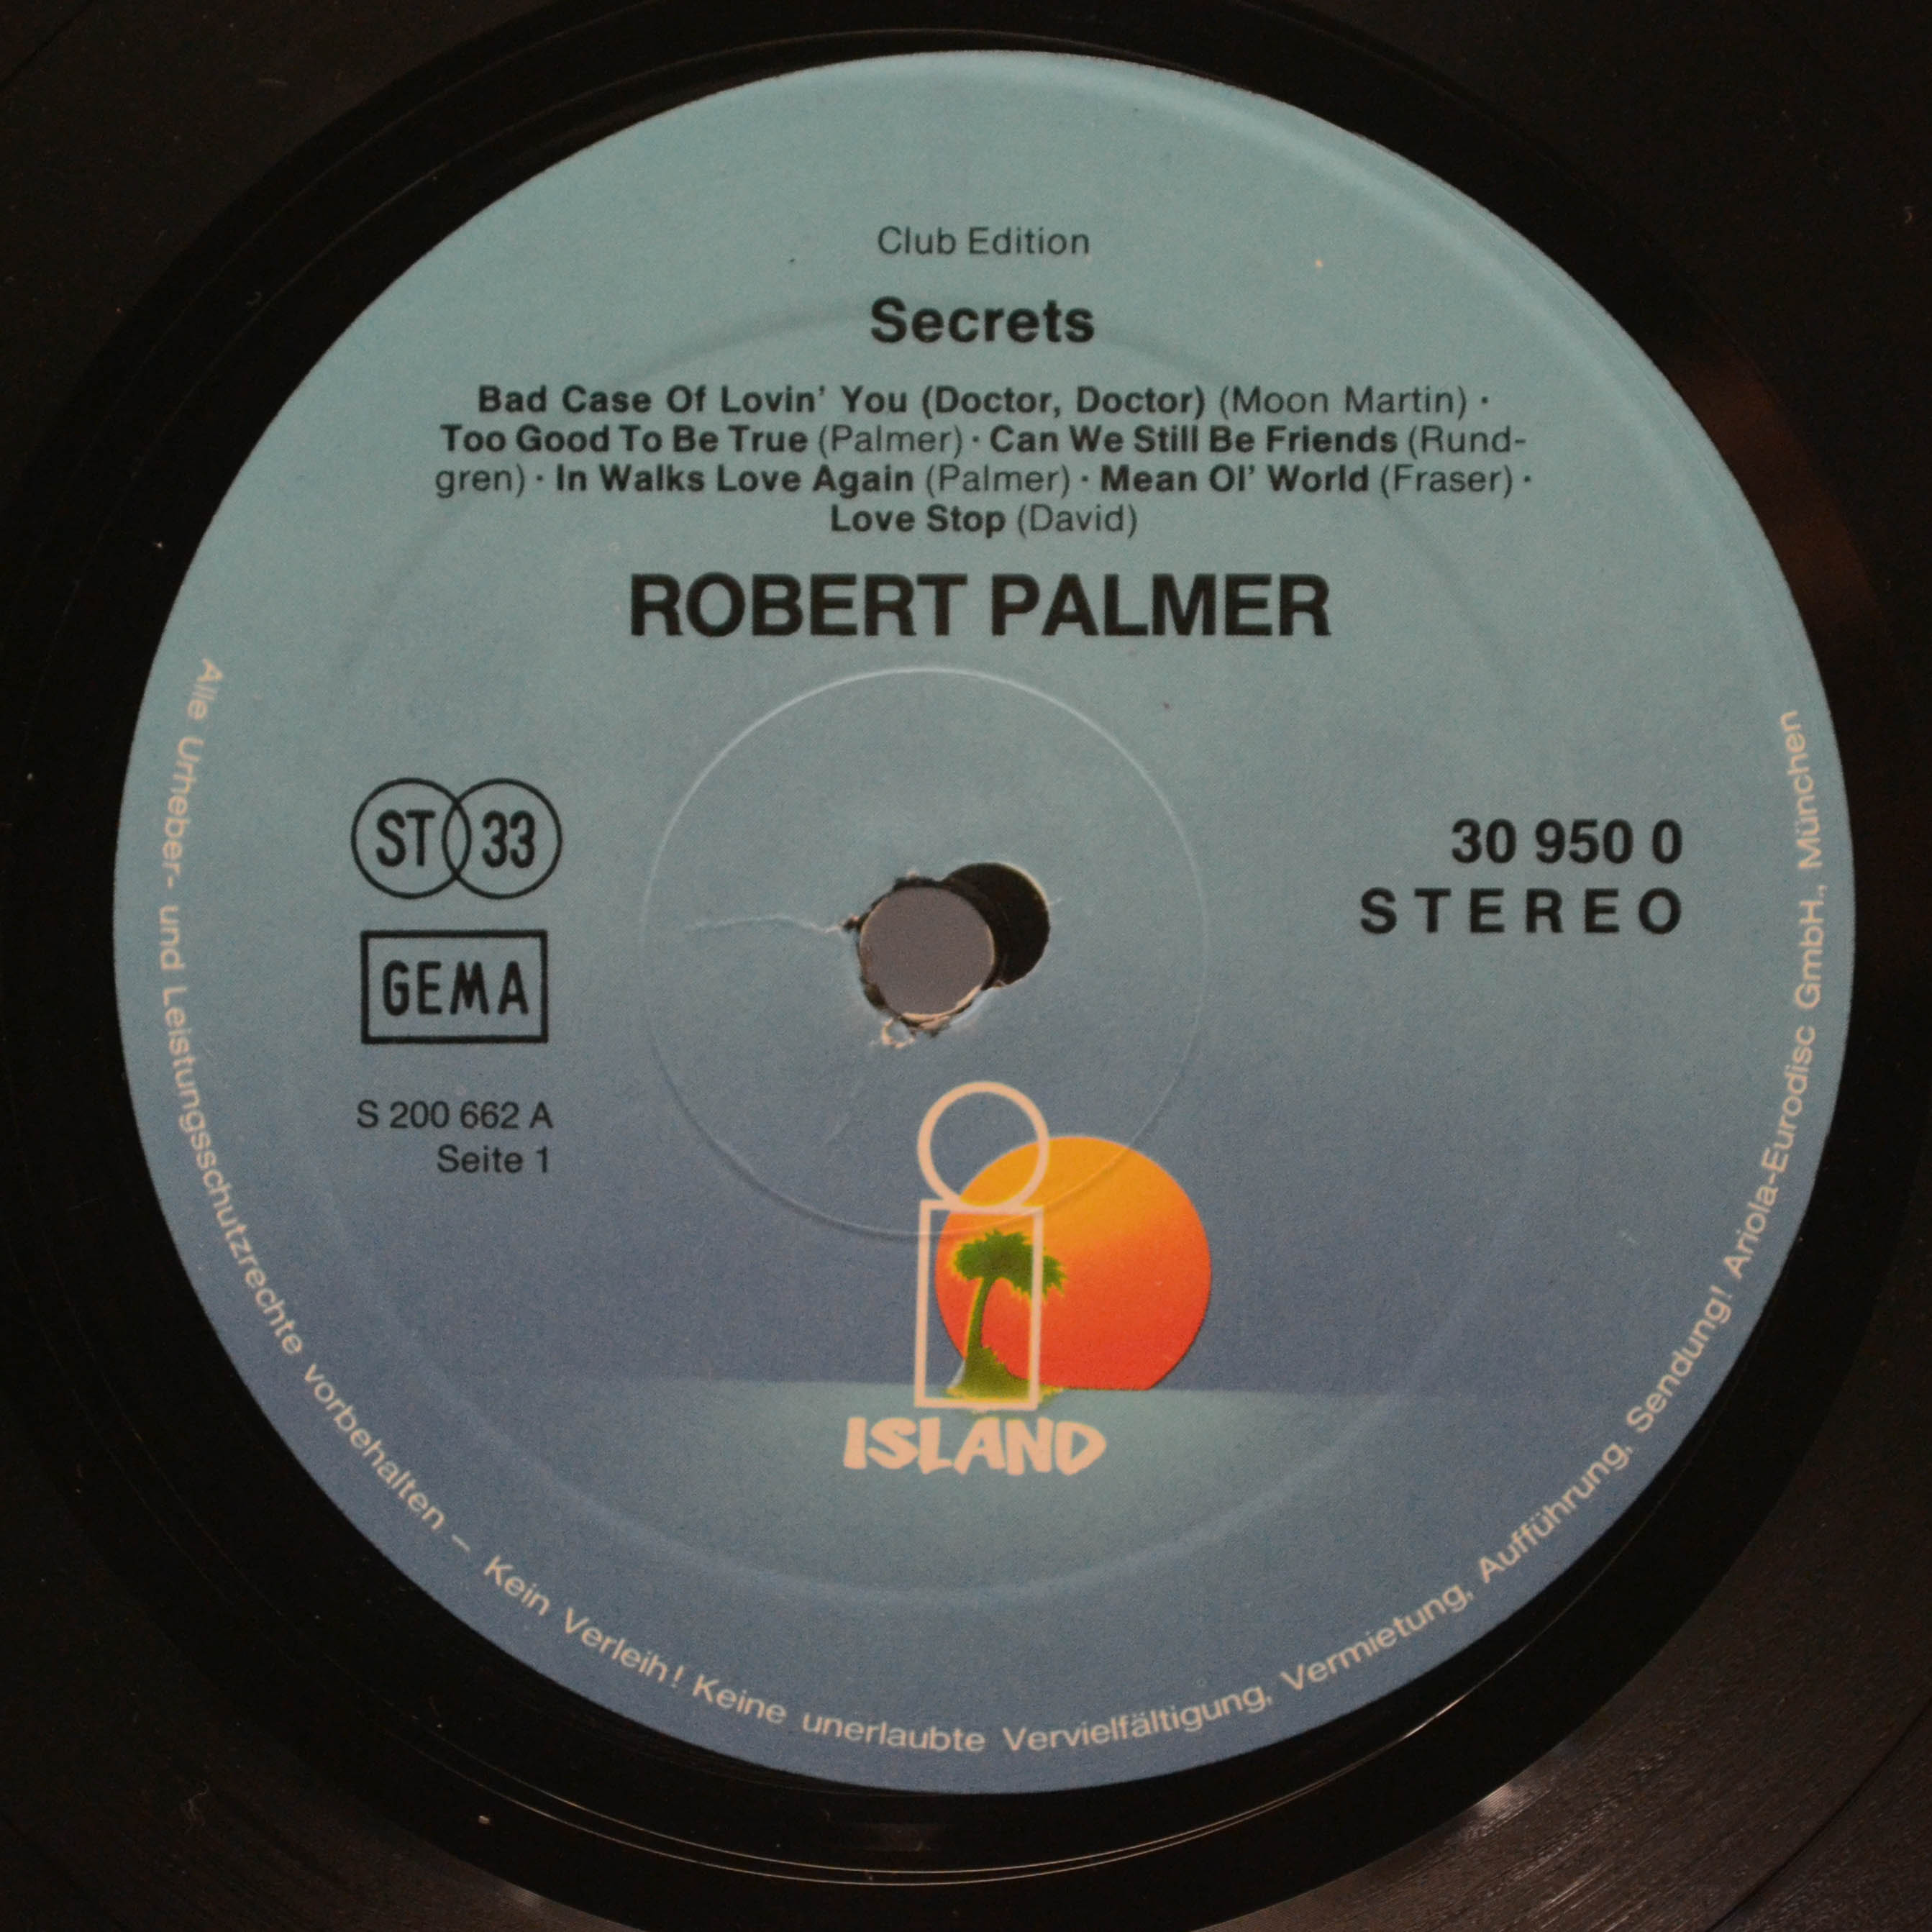 Club Edition
Secrets
Bad Case Of Lovin' You (Doctor, Doctor) (Moon Martin) ·
Too Good To Be True (Palmer) · Can We Still Be Friends (Rund-
gren) · In Walks Love Again (Palmer) · Mean Ol' World (Fraser) ·
Love Stop (David)
ROBERT PALMER
ST 33
GEMA
S 200 662 A
Seite 1
30 950 0
STEREO
ISLAND
Alle Urheber- und Leistungsschutzrechte vorbehalten – Kein Verleih! Keine unerlaubte Vervielfältigung, Vermietung, Aufführung, Sendung! Ariola-Eurodisc GmbH., München